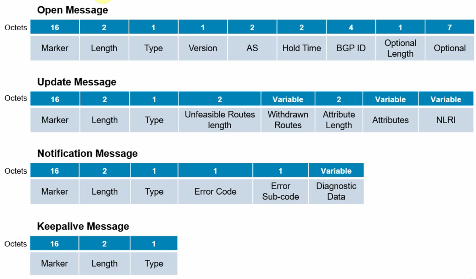 Open Message
Octets 16 2 1 1 2 2 4 1 7
Marker Length Type Version AS Hold Time BGP ID Optional Length Optional
Update Message
Octets 16 2 1 2 Variable 2 Variable Variable
Marker Length Type Unfeasible Routes length Withdrawn Routes Attribute Length Attributes NLRI
Notification Message
Octets 16 2 1 1 1 Variable
Marker Length Type Error Code Error Sub-code Diagnostic Data
Keepalive Message
Octets 16 2 1
Marker Length Type